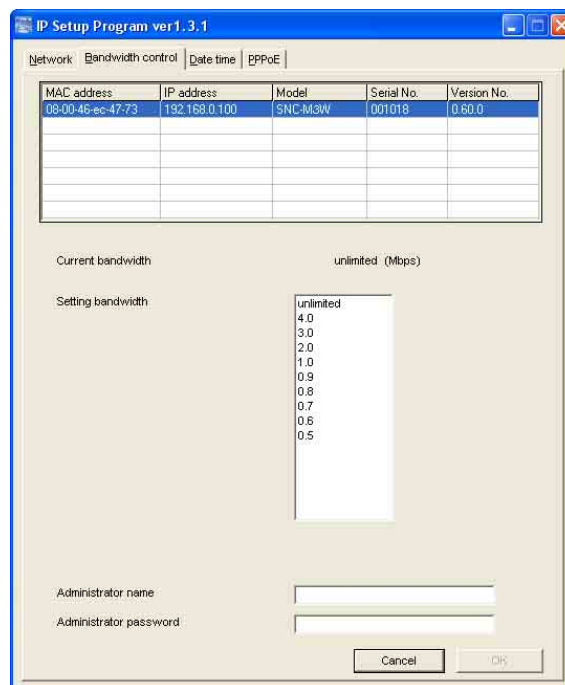 IP Setup Program ver1.3.1
Network Bandwidth control Date time PPPoE
MAC address IP address Model Serial No. Version No.
08-00-46-ec-47-73 192.168.0.100 SNC-M3W 001018 0.60.0
Current bandwidth unlimited (Mbps)
Setting bandwidth
unlimited
4.0
3.0
2.0
1.0
0.9
0.8
0.7
0.6
0.5
Administrator name
Administrator password
Cancel OK